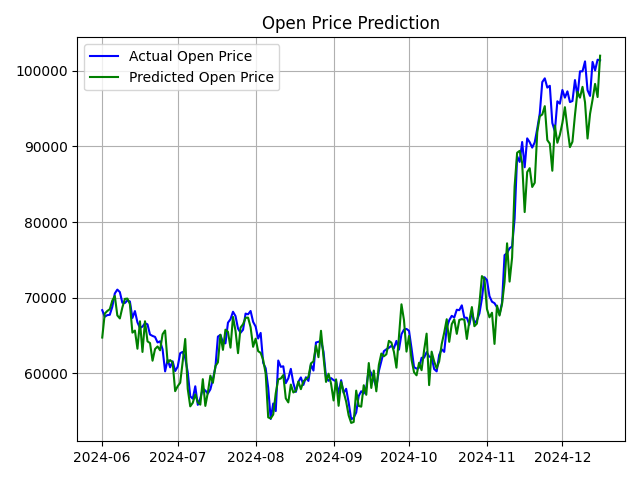 Open Price Prediction
Actual Open Price
Predicted Open Price
100000
90000
80000
70000
60000
2024-06 2024-07 2024-08 2024-09 2024-10 2024-11 2024-12